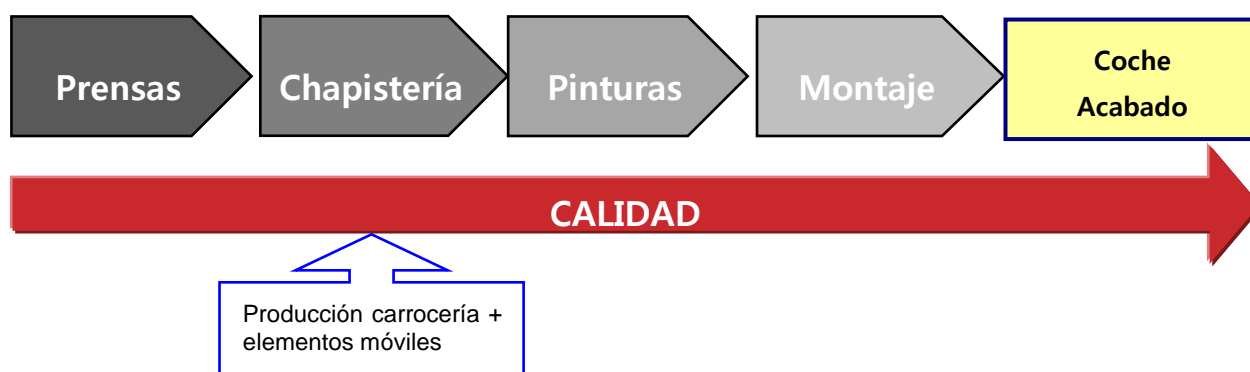 Prensas
Chapistería
Pinturas
Montaje
Coche
Acabado
CALIDAD
Producción carrocería +
elementos móviles